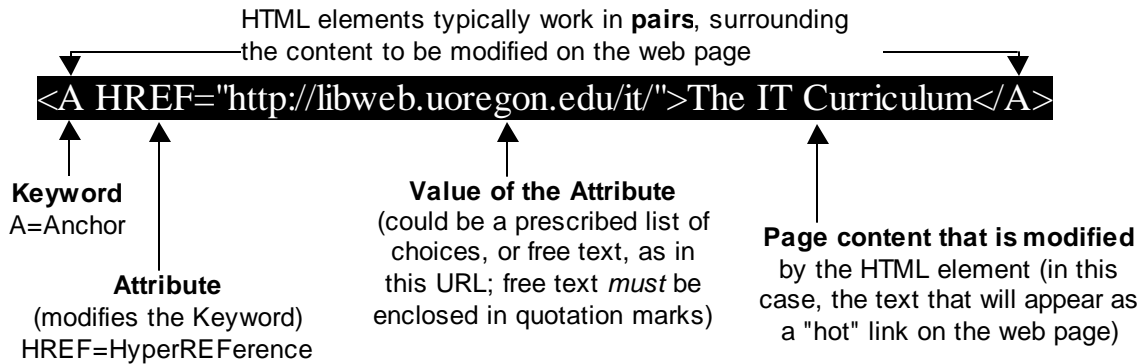 HTML elements typically work in pairs, surrounding
the content to be modified on the web page
<A HREF="http://libweb.uoregon.edu/it/">The IT Curriculum</A>
Keyword
A=Anchor
Attribute
(modifies the Keyword)
HREF=HyperREFerence
Value of the Attribute
(could be a prescribed list of
choices, or free text, as in
this URL; free text must be
enclosed in quotation marks)
Page content that is modified
by the HTML element (in this
case, the text that will appear as
a "hot" link on the web page)